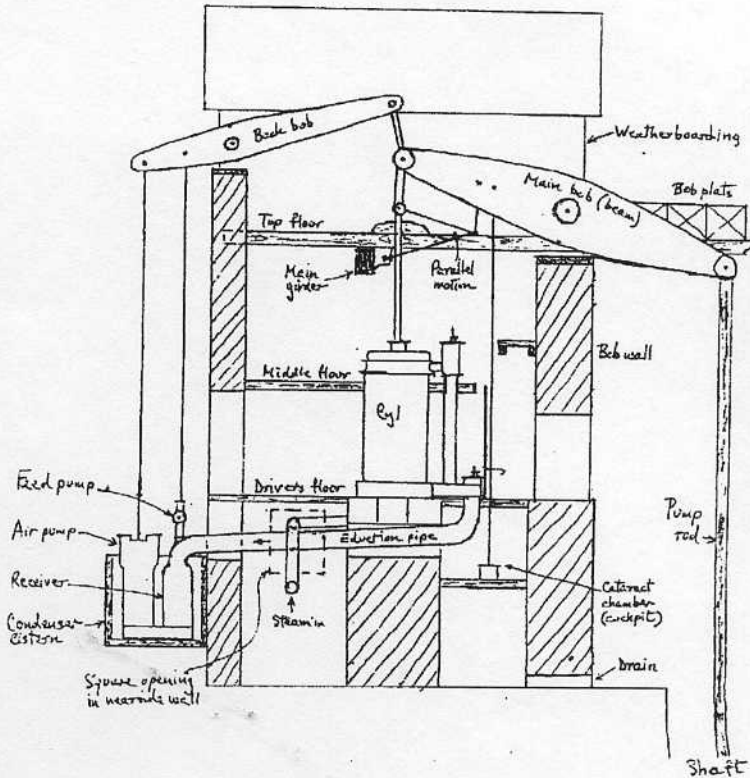 Back bob
Weatherboarding
Main bob (beam)
Bob plats
Top floor
Main
girder
Parallel
motion
Bob wall
Middle floor
Cyl
Feed pump
Drivers floor
Air pump
Eduction pipe
Pump
rod
Receiver
Condenser
cistern
Steam in
Cataract
chamber
(cockpit)
Square opening
in nearside wall
Drain
Shaft